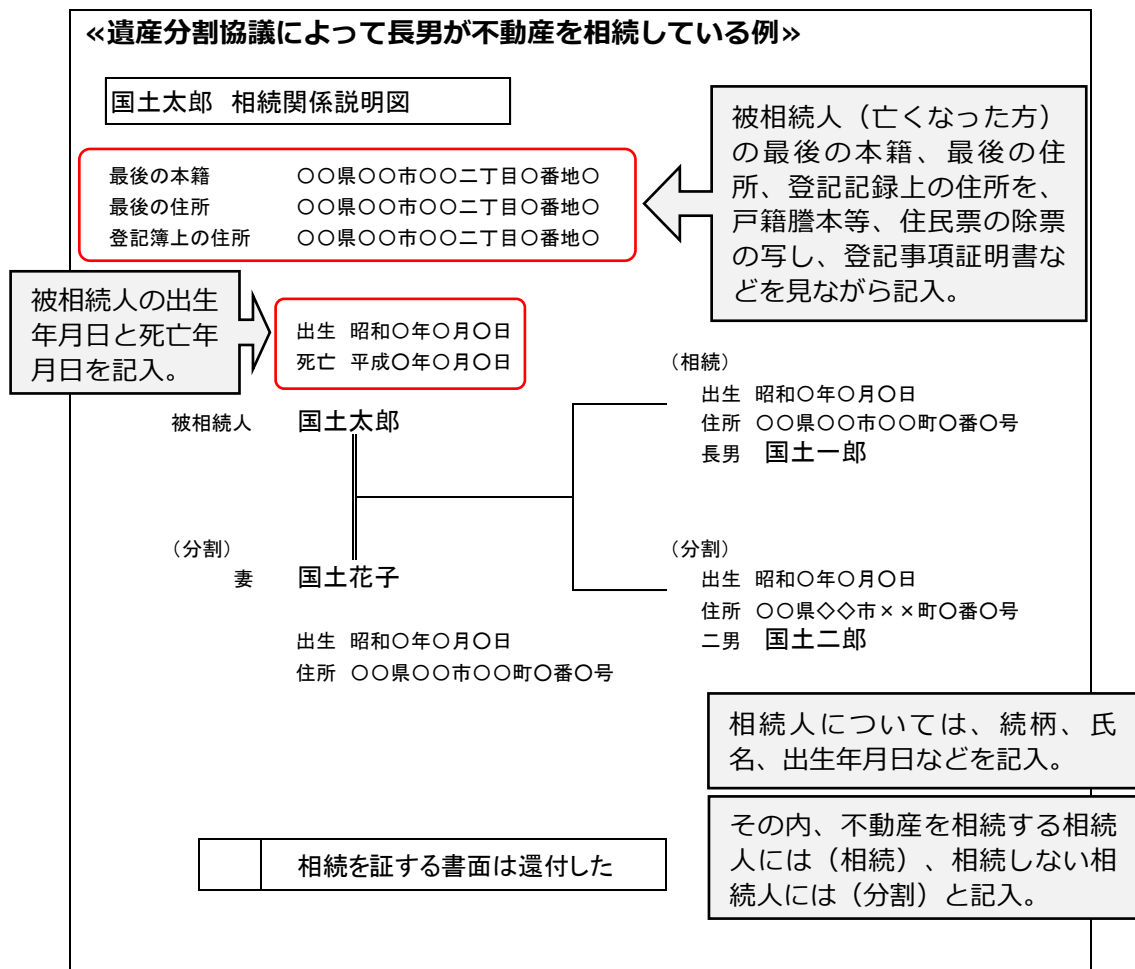 ≪遺産分割協議によって長男が不動産を相続している例≫
国土太郎 相続関係説明図
被相続人（亡くなった方）
の最後の本籍、最後の住
所、登記記録上の住所を、
戸籍謄本等、住民票の除票
の写し、登記事項証明書な
どを見ながら記入。
最後の本籍 ○○県○○市○○二丁目○番地○
最後の住所 ○○県○○市○○二丁目○番地○
登記簿上の住所 ○○県○○市○○二丁目○番地○
被相続人の出生
年月日と死亡年
月日を記入。
出生 昭和○年○月○日
死亡 平成○年○月○日
被相続人 国土太郎
（相続）
出生 昭和○年○月○日
住所 ○○県○○市○○町○番○号
長男 国土一郎
（分割）
妻 国土花子
出生 昭和○年○月○日
住所 ○○県○○市○○町○番○号
（分割）
出生 昭和○年○月○日
住所 ○○県◇◇市××町○番○号
二男 国土二郎
相続人については、続柄、氏
名、出生年月日などを記入。
その内、不動産を相続する相続
人には（相続）、相続しない相
続人には（分割）と記入。
相続を証する書面は還付した